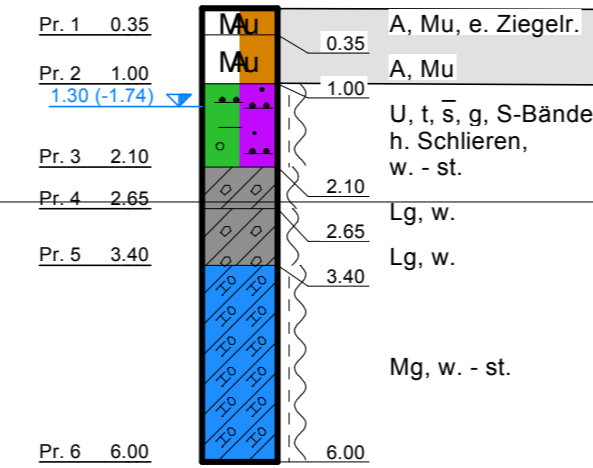 Pr. 1 0.35
A, Mu, e. Ziegelr.
Mu
A
0.35
Mu
A
A, Mu
Pr. 2 1.00
1.00
1.30 (-1.74)
U, t, s̅, g, S-Bände
h. Schlieren,
w. - st.
Pr. 3 2.10
2.10
Pr. 4 2.65
Lg, w.
2.65
Pr. 5 3.40
Lg, w.
3.40
Mg, w. - st.
Pr. 6 6.00
6.00